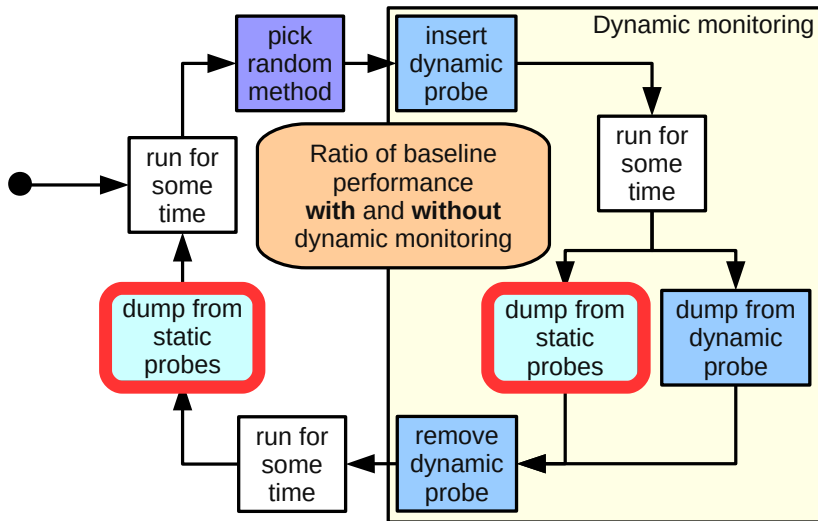 Dynamic monitoring
pick
random
method
insert
dynamic
probe
run for
some
time
run for
some
time
Ratio of baseline
performance
with and without
dynamic monitoring
dump from
static
probes
dump from
static
probes
dump from
dynamic
probe
run for
some
time
remove
dynamic
probe